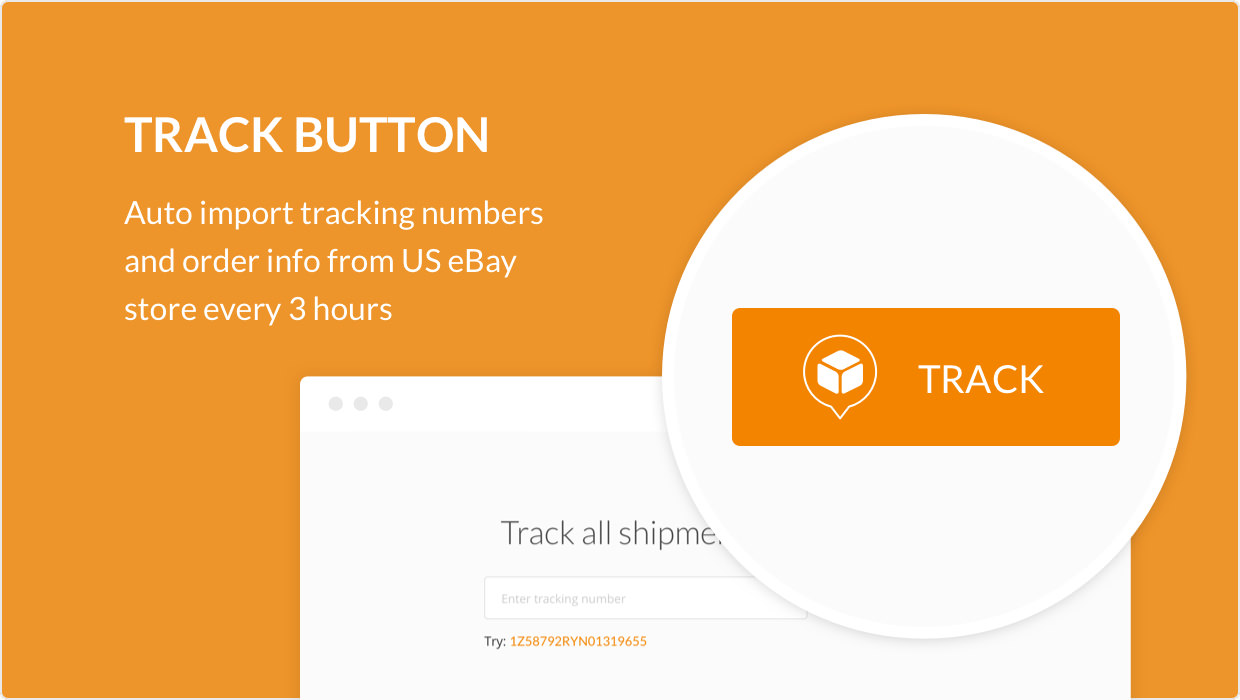 TRACK BUTTON
Auto import tracking numbers
and order info from US eBay
store every 3 hours
TRACK
Track all shipme
Enter tracking number
Try: 1Z58792RYN01319655